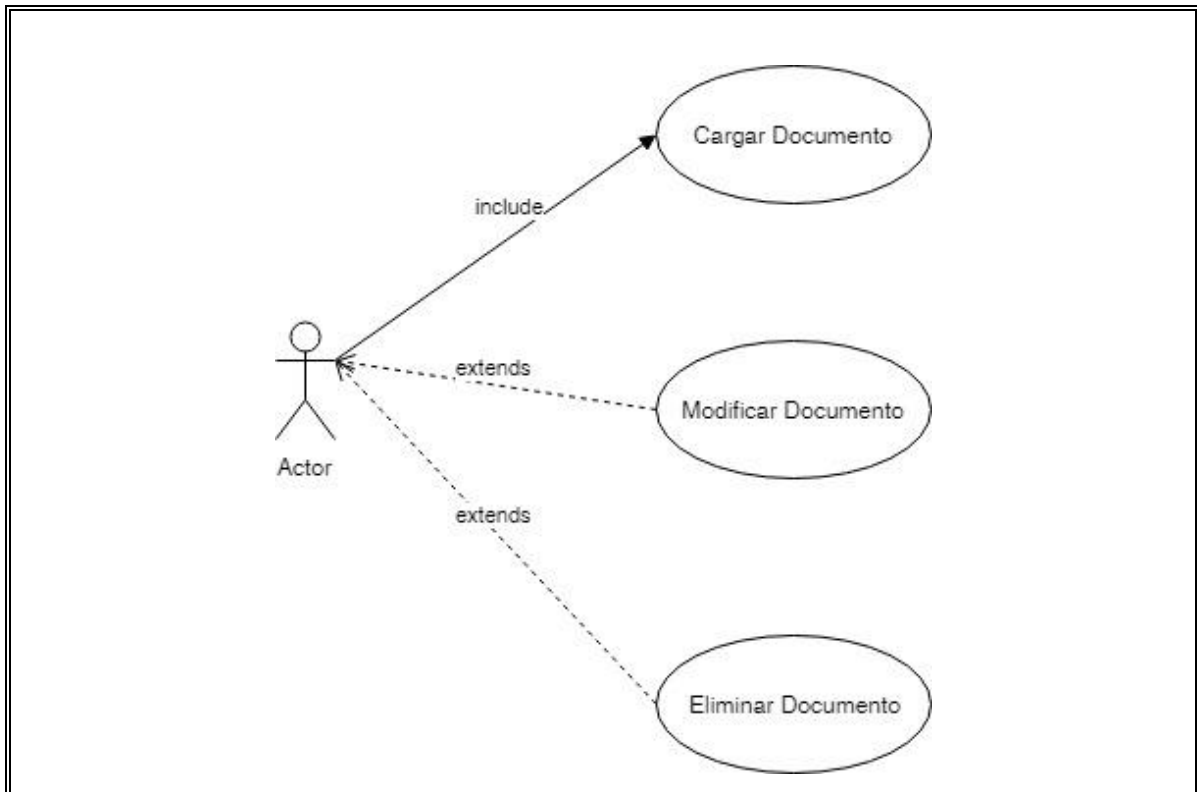 Cargar Documento
include
extends
Modificar Documento
Actor
extends
Eliminar Documento